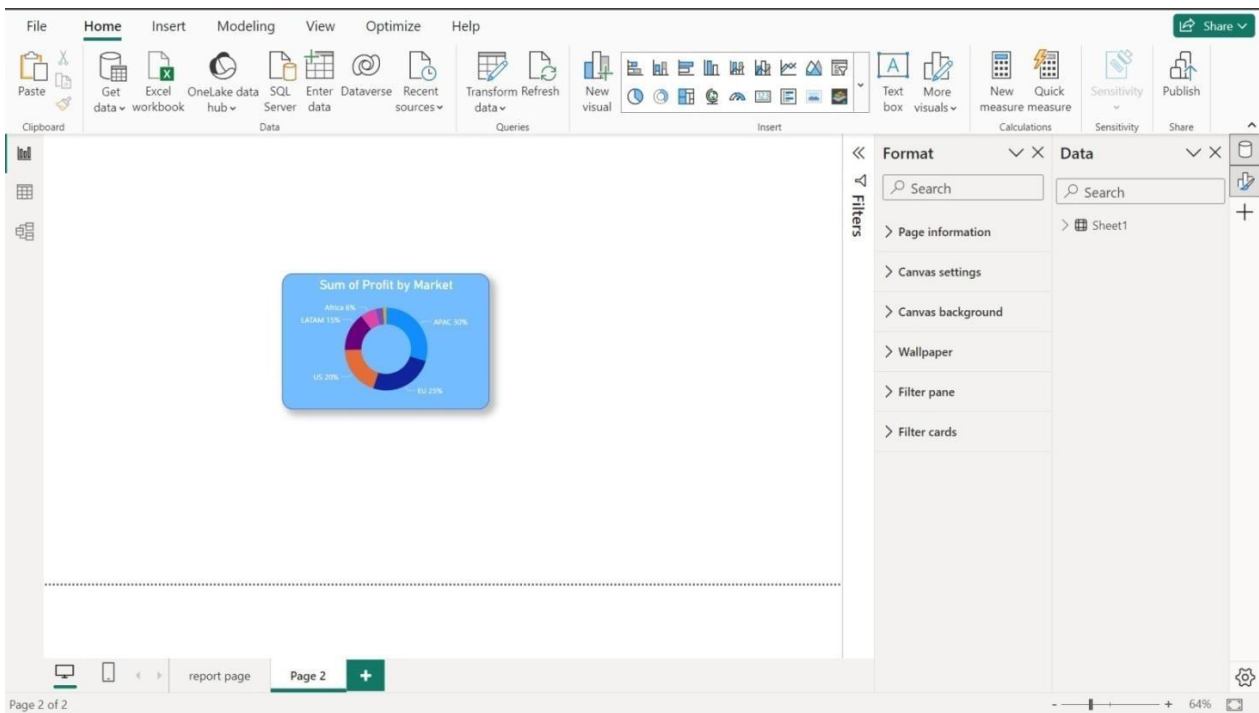 File Home Insert Modeling View Optimize Help Share
Paste Get data Excel workbook OneLake data hub SQL Server Enter data Dataverse Recent sources Transform data Refresh New visual Text box More visuals New measure Quick measure Sensitivity Publish
Clipboard Data Queries Insert Calculations Sensitivity Share
Filters
Format Data
Search Search
Page information Sheet1
Canvas settings
Canvas background
Wallpaper
Filter pane
Filter cards
Sum of Profit by Market
Africa 6%
LATAM 15% APAC 30%
US 20%
EU 25%
report page Page 2
Page 2 of 2 - + 64%